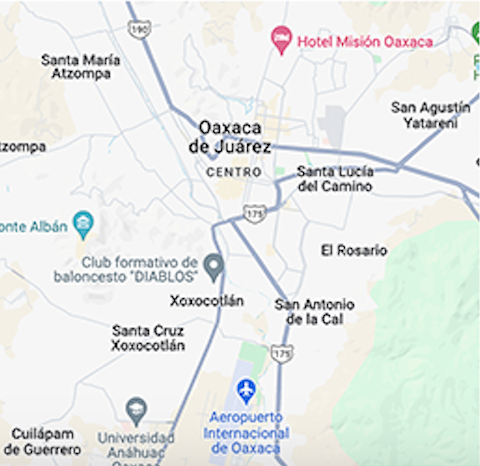 190
Hotel Misión Oaxaca
Santa María
Atzompa
San Agustín
Yatareni
Oaxaca
de Juárez
CENTRO
tzompa
Santa Lucía
del Camino
175
onte Albán
El Rosario
Club formativo de
baloncesto "DIABLOS"
Xoxocotlán
San Antonio
de la Cal
Santa Cruz
Xoxocotlán
175
Aeropuerto
Internacional
de Oaxaca
Cuilápam
de Guerrero
Universidad
Anáhuac